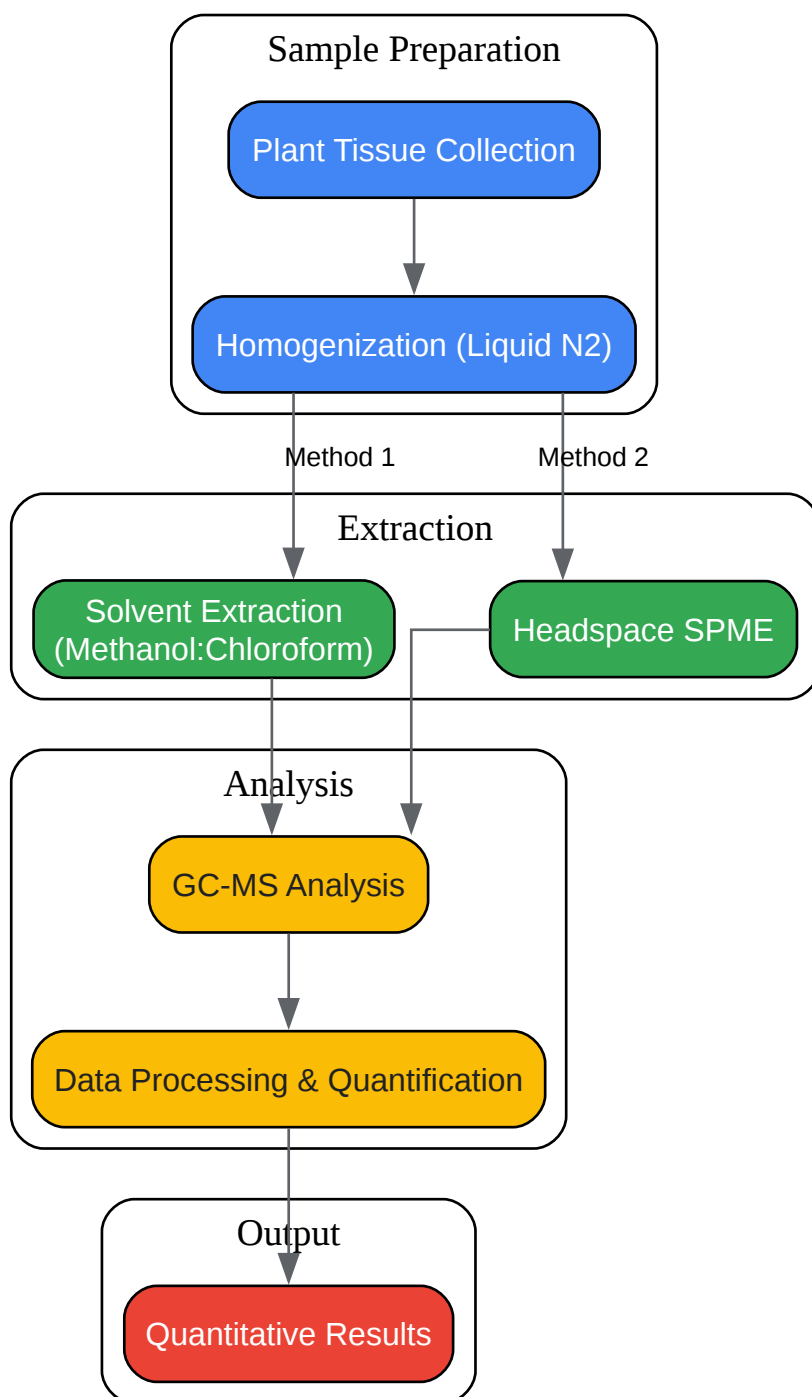 Sample Preparation
Plant Tissue Collection
Homogenization (Liquid N2)
Method 1
Method 2
Extraction
Solvent Extraction
(Methanol:Chloroform)
Headspace SPME
Analysis
GC-MS Analysis
Data Processing & Quantification
Output
Quantitative Results